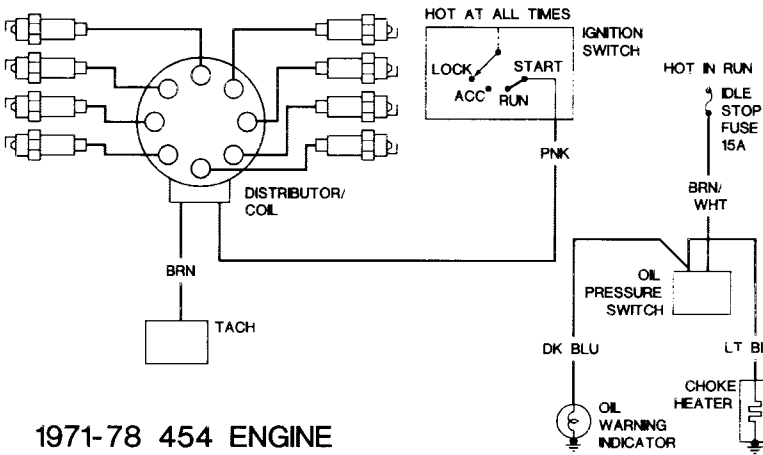 HOT AT ALL TIMES
IGNITION
SWITCH
LOCK
START
ACC
RUN
HOT IN RUN
IDLE
STOP
FUSE
15A
PNK
BRN/
WHT
DISTRIBUTOR/
COIL
BRN
TACH
OIL
PRESSURE
SWITCH
DK BLU
LT
CHOKE
HEATER
OIL
WARNING
INDICATOR
1971-78 454 ENGINE